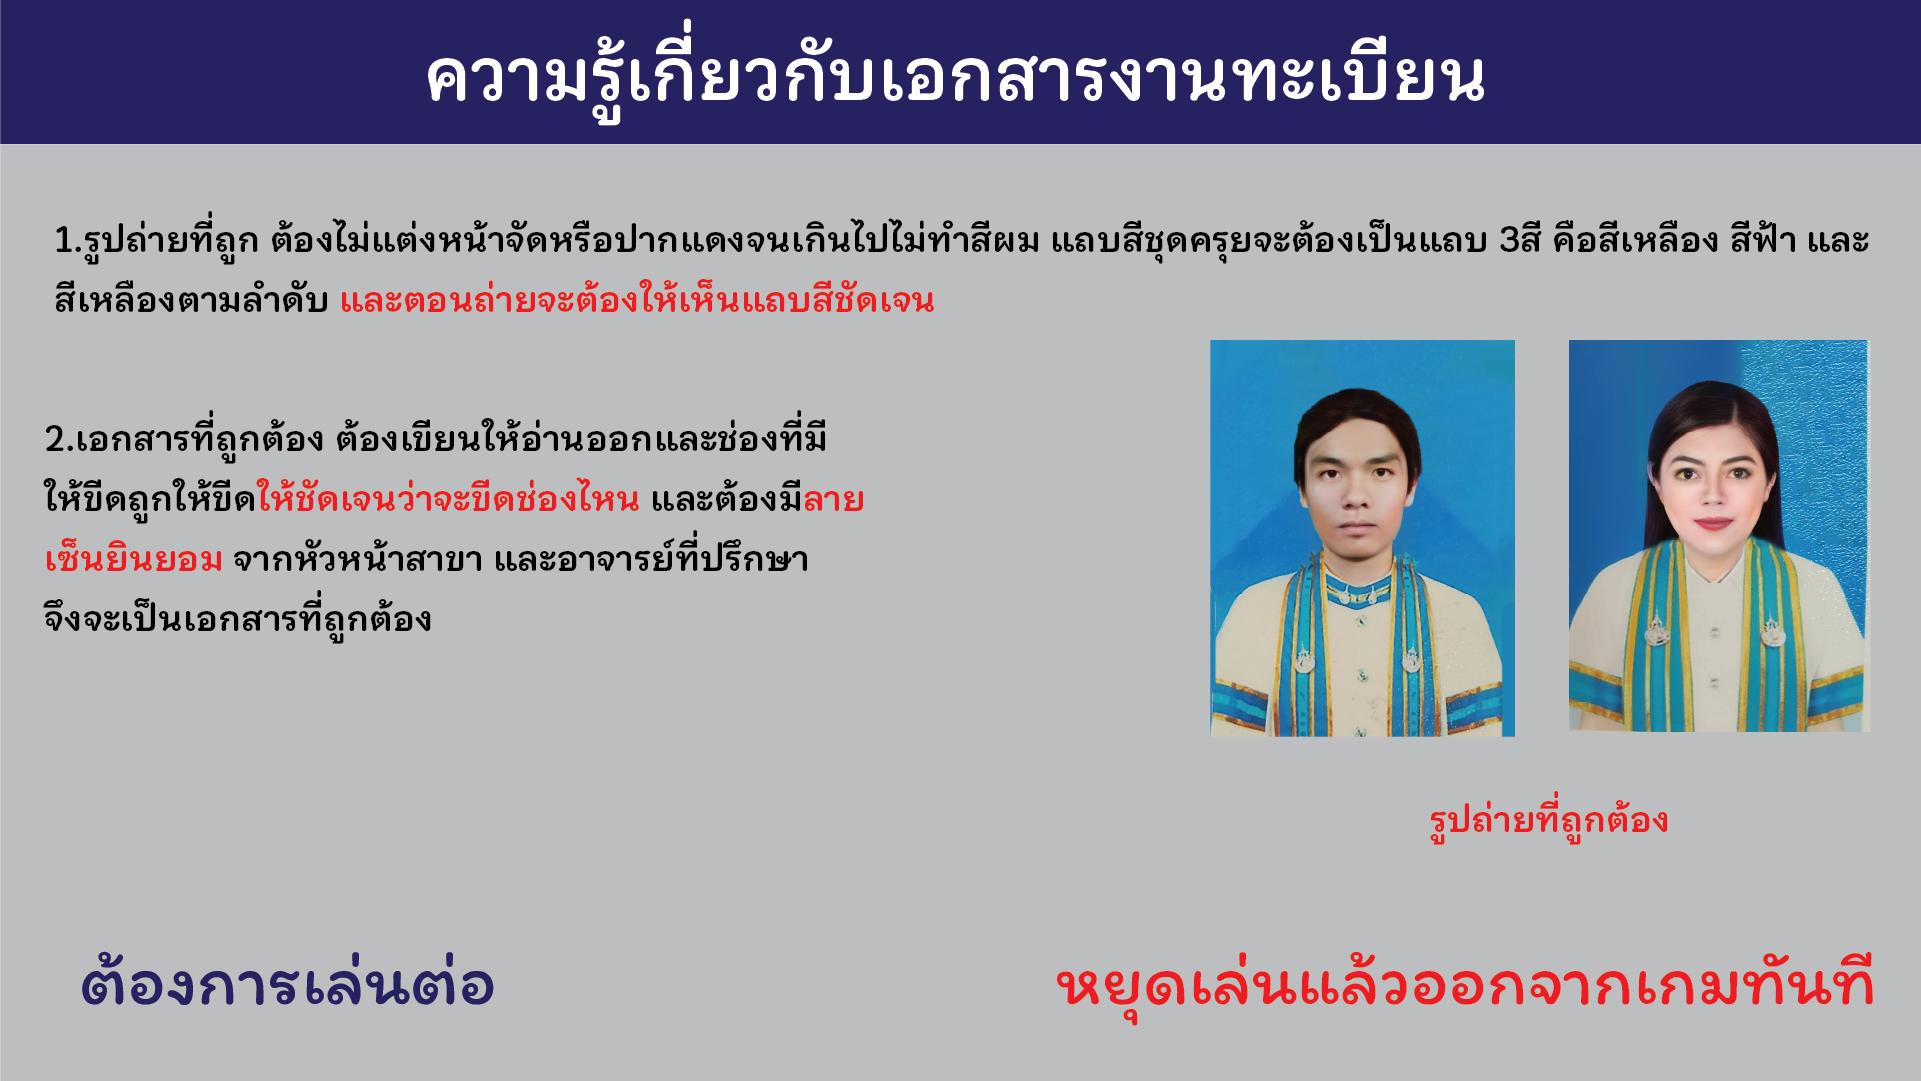 ความรู้เกี่ยวกับเอกสารงานทะเบียน
1.รูปถ่ายที่ถูก ต้องไม่แต่งหน้าจัดหรือปากแดงจนเกินไปไม่ทำสีผม แถบสีชุดครุยจะต้องเป็นแถบ 3สี คือสีเหลือง สีฟ้า และ
สีเหลืองตามลำดับ และตอนถ่ายจะต้องให้เห็นแถบสีชัดเจน
2.เอกสารที่ถูกต้อง ต้องเขียนให้อ่านออกและช่องที่มี
ให้ขีดถูกให้ขีดให้ชัดเจนว่าจะขีดช่องไหน และต้องมีลาย
เซ็นยินยอม จากหัวหน้าสาขา และอาจารย์ที่ปรึกษา
จึงจะเป็นเอกสารที่ถูกต้อง
รูปถ่ายที่ถูกต้อง
ต้องการเล่นต่อ
หยุดเล่นแล้วออกจากเกมทันที